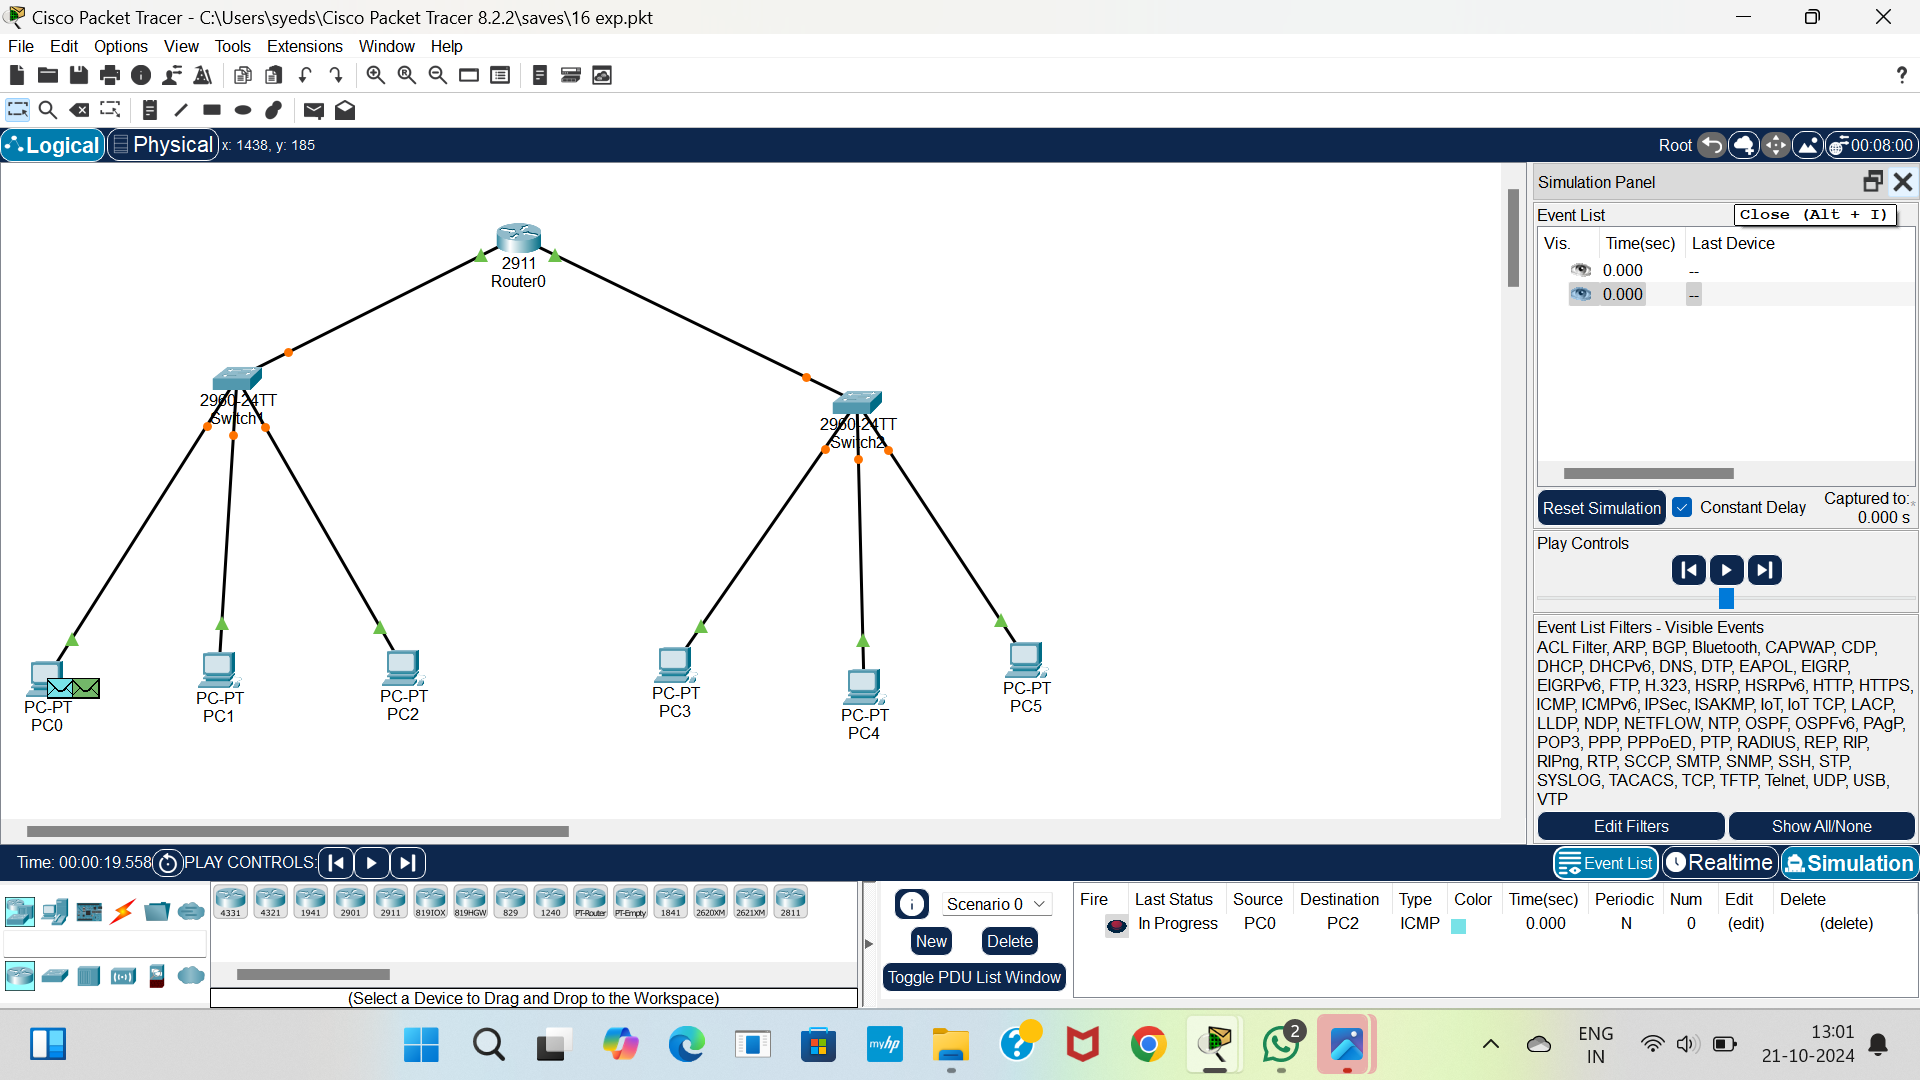 Cisco Packet Tracer - C:\Users\syeds\Cisco Packet Tracer 8.2.2\saves\16 exp.pkt
File Edit Options View Tools Extensions Window Help
?
Logical Physical x: 1438, y: 185 Root 00:08:00
Simulation Panel
Event List Close (Alt + I)
Vis. Time(sec) Last Device
0.000 --
0.000 --
2911
Router0
2960-24TT
Switch1
2960-24TT
Switch2
PC-PT
PC0
PC-PT
PC1
PC-PT
PC2
PC-PT
PC3
PC-PT
PC4
PC-PT
PC5
Reset Simulation Constant Delay Captured to:
0.000 s
Play Controls
Event List Filters - Visible Events
ACL Filter, ARP, BGP, Bluetooth, CAPWAP, CDP,
DHCP, DHCPv6, DNS, DTP, EAPOL, EIGRP,
EIGRPv6, FTP, H.323, HSRP, HSRPv6, HTTP, HTTPS,
ICMP, ICMPv6, IPSec, ISAKMP, IoT, IoT TCP, LACP,
LLDP, NDP, NETFLOW, NTP, OSPF, OSPFv6, PAgP,
POP3, PPP, PPPoED, PTP, RADIUS, REP, RIP,
RIPng, RTP, SCCP, SMTP, SNMP, SSH, STP,
SYSLOG, TACACS, TCP, TFTP, Telnet, UDP, USB,
VTP
Edit Filters Show All/None
Time: 00:00:19.558 PLAY CONTROLS: Event List Realtime Simulation
4331 4321 1941 2901 2911 819IOX 819HGW 829 1240 PT-Router PT-Empty 1841 2620XM 2621XM 2811
(Select a Device to Drag and Drop to the Workspace)
Scenario 0
New Delete
Toggle PDU List Window
Fire Last Status Source Destination Type Color Time(sec) Periodic Num Edit Delete
In Progress PC0 PC2 ICMP 0.000 N 0 (edit) (delete)
myhp
2
ENG
IN
13:01
21-10-2024